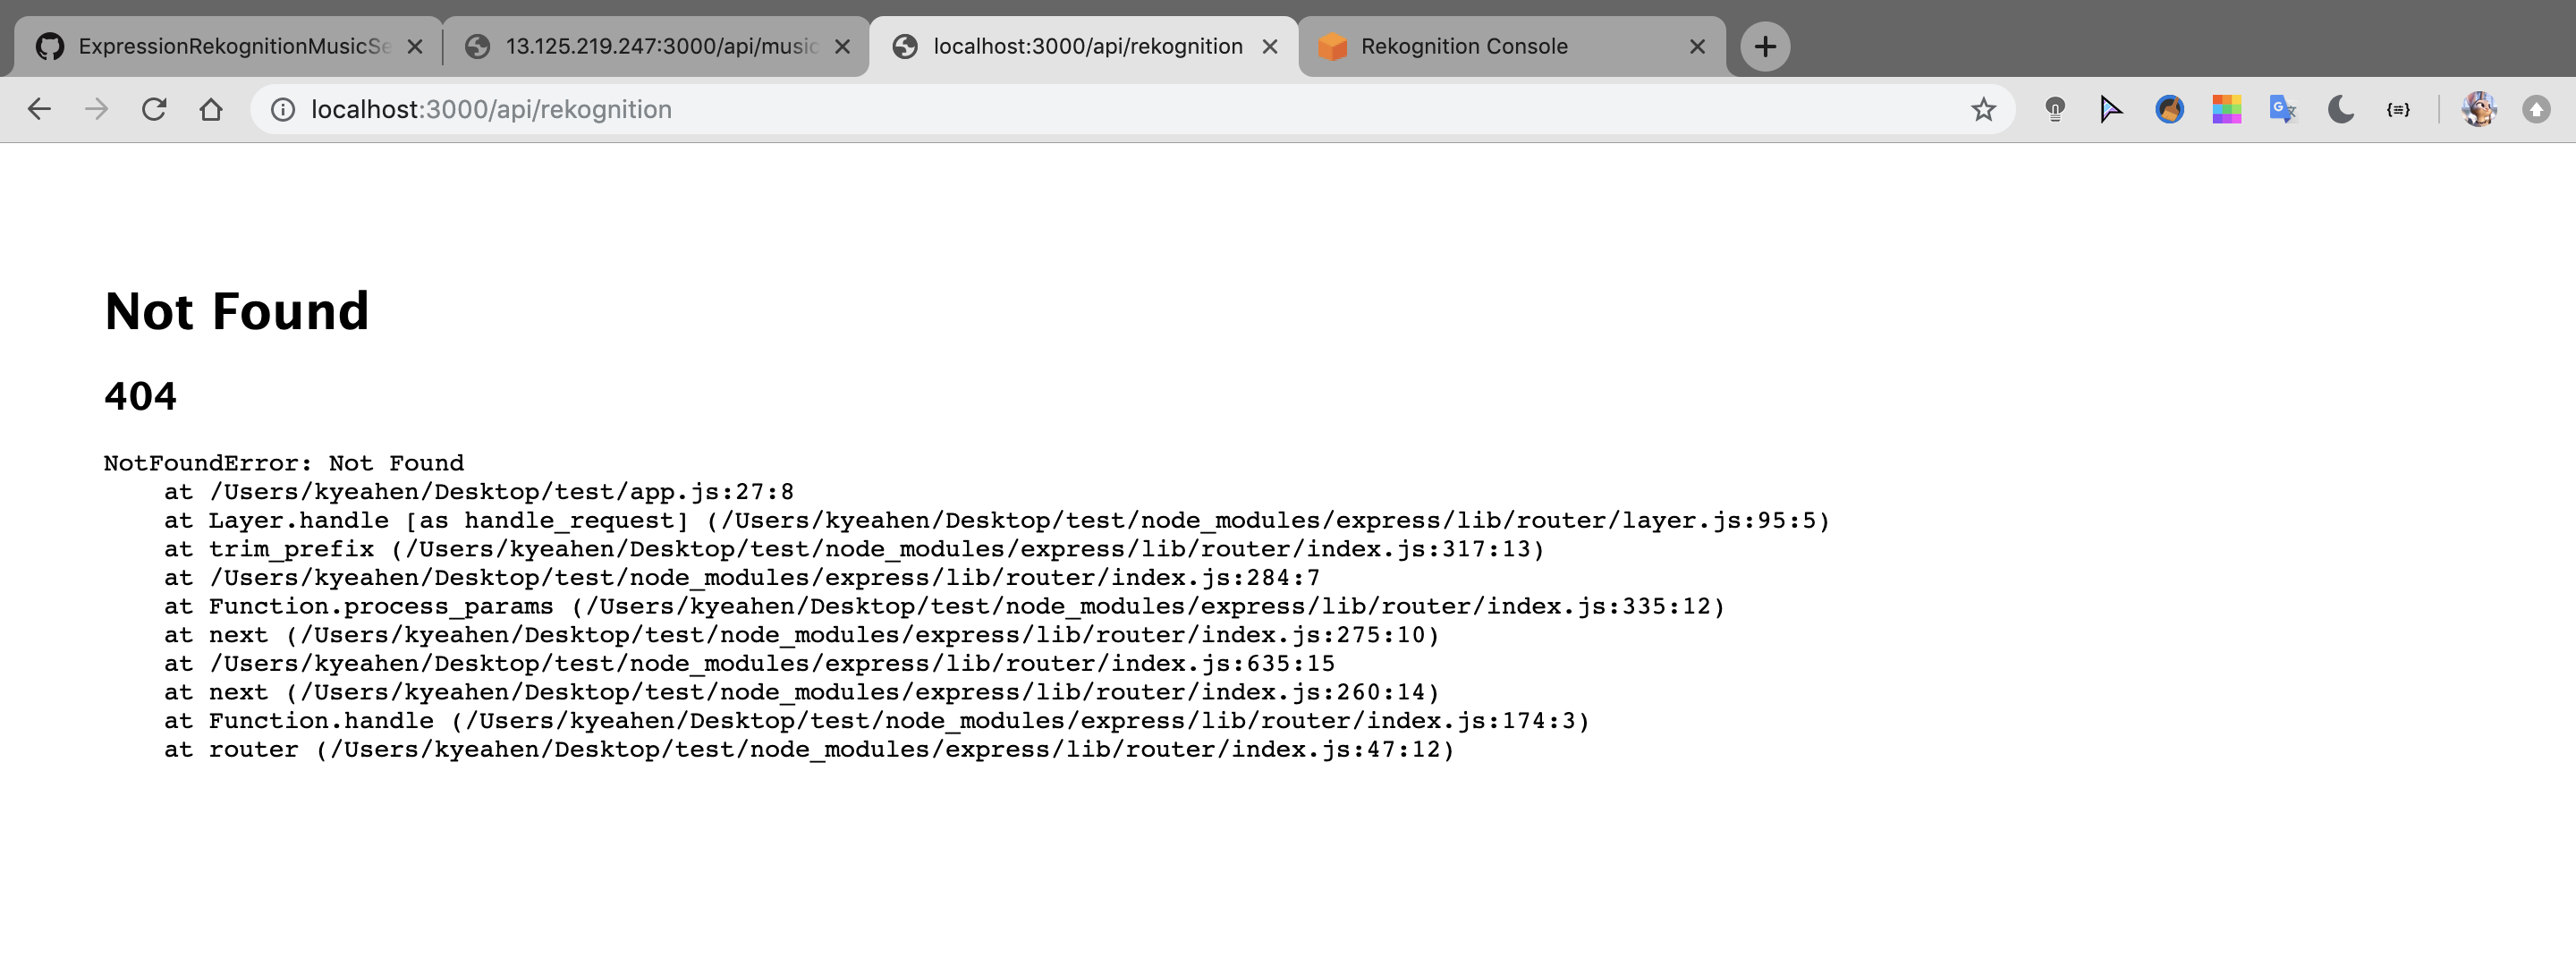 ExpressionRekognitionMusicSe
13.125.219.247:3000/api/music
localhost:3000/api/rekognition
Rekognition Console
localhost:3000/api/rekognition
Not Found
404
NotFoundError: Not Found
    at /Users/kyeahen/Desktop/test/app.js:27:8
    at Layer.handle [as handle_request] (/Users/kyeahen/Desktop/test/node_modules/express/lib/router/layer.js:95:5)
    at trim_prefix (/Users/kyeahen/Desktop/test/node_modules/express/lib/router/index.js:317:13)
    at /Users/kyeahen/Desktop/test/node_modules/express/lib/router/index.js:284:7
    at Function.process_params (/Users/kyeahen/Desktop/test/node_modules/express/lib/router/index.js:335:12)
    at next (/Users/kyeahen/Desktop/test/node_modules/express/lib/router/index.js:275:10)
    at /Users/kyeahen/Desktop/test/node_modules/express/lib/router/index.js:635:15
    at next (/Users/kyeahen/Desktop/test/node_modules/express/lib/router/index.js:260:14)
    at Function.handle (/Users/kyeahen/Desktop/test/node_modules/express/lib/router/index.js:174:3)
    at router (/Users/kyeahen/Desktop/test/node_modules/express/lib/router/index.js:47:12)